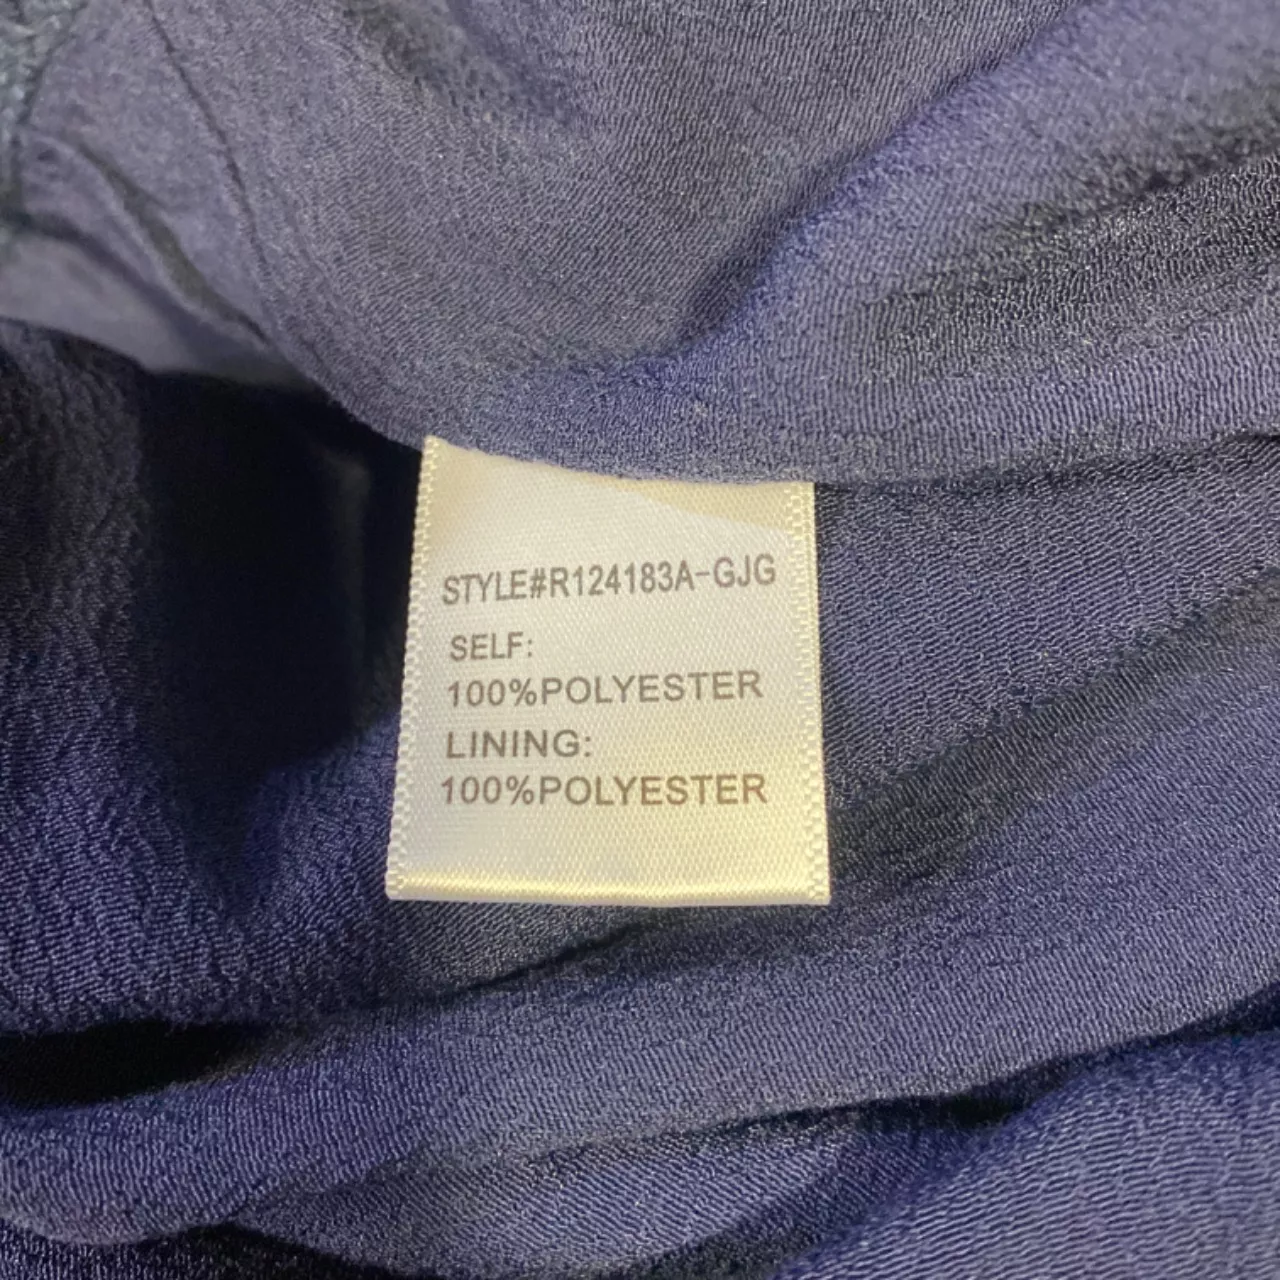 STYLE#R124183A-GJG
SELF:
100%POLYESTER
LINING:
100%POLYESTER